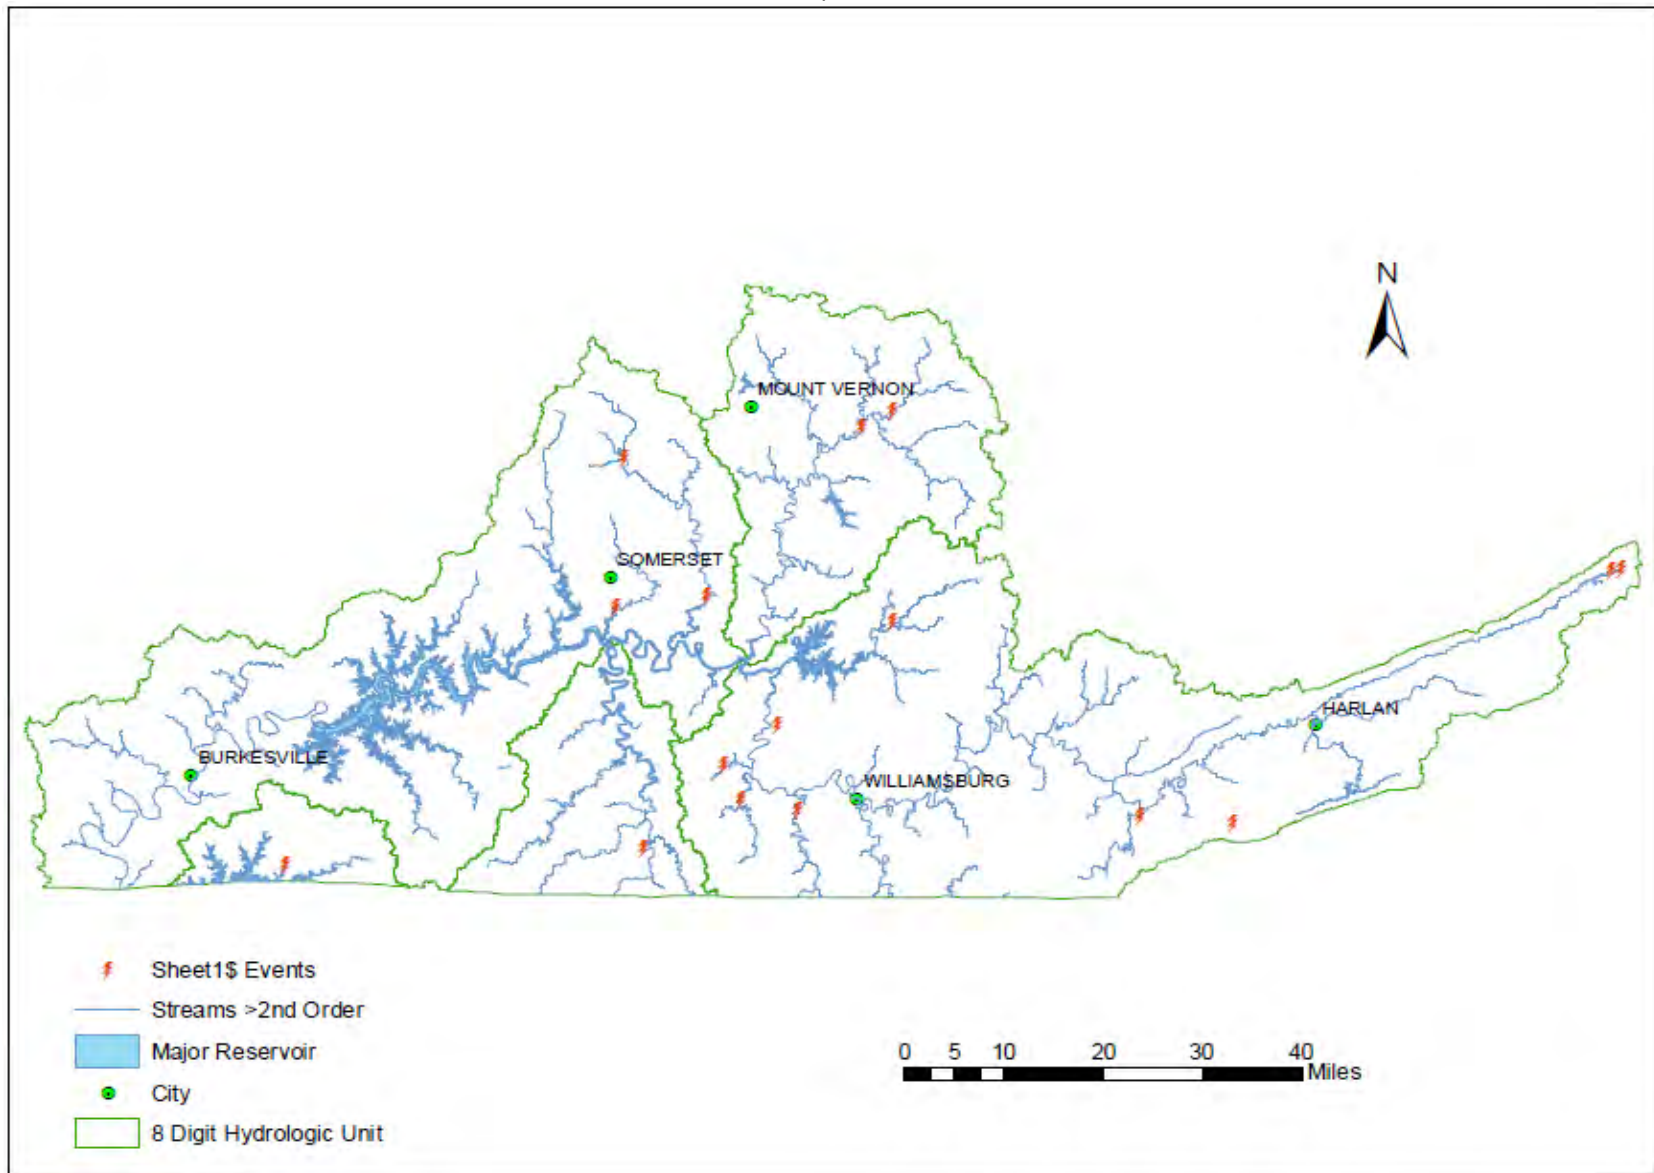 N
MOUNT VERNON
SOMERSET
HARLAN
BURKESVILLE
WILLIAMSBURG
Sheet1$ Events
Streams >2nd Order
Major Reservoir
City
8 Digit Hydrologic Unit
0 5 10 20 30 40
Miles